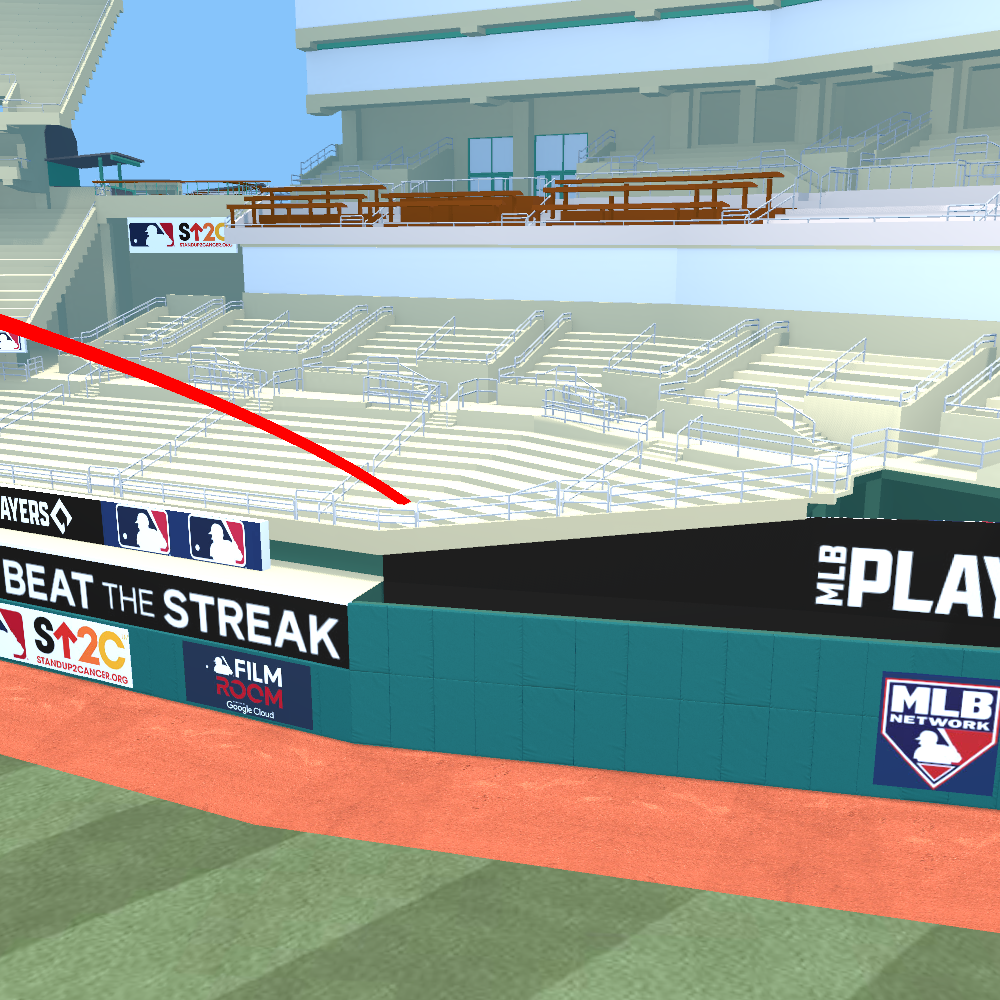 S↑2C
STANDUP2CANCER.ORG
AYERS
BEAT THE STREAK
S↑2C
STANDUP2CANCER.ORG
FILM
ROOM
Google Cloud
MLB
PLAY
MLB
NETWORK